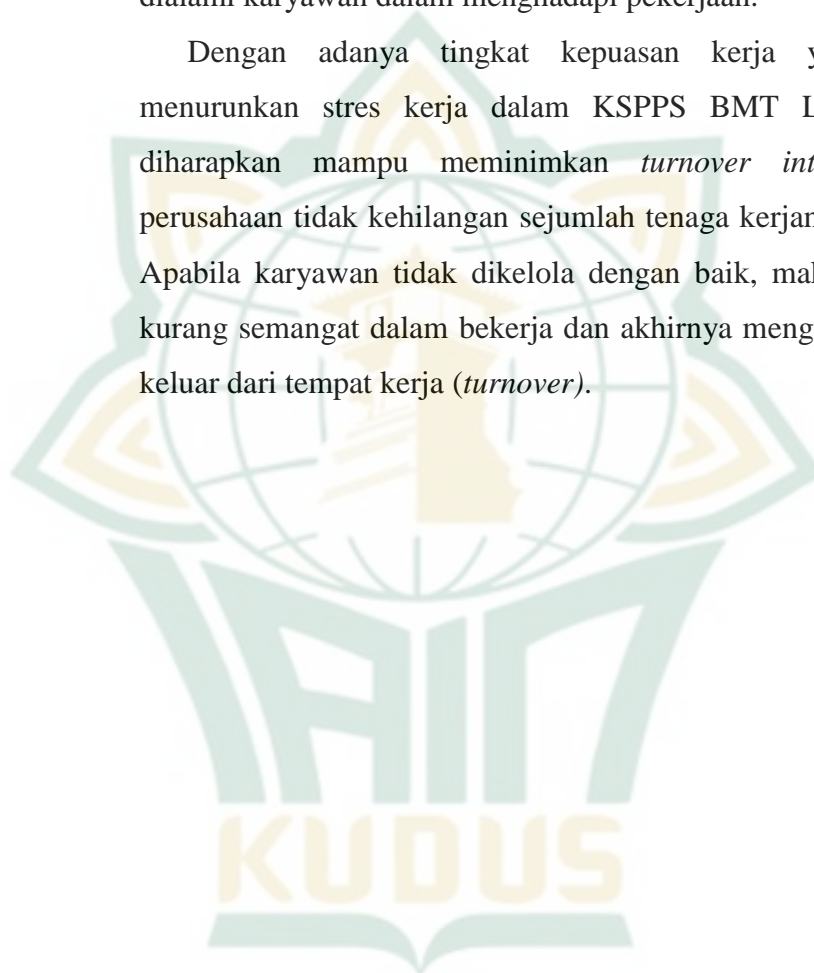 dialami karyawan dalam menghadapi pekerjaan.
Dengan adanya tingkat kepuasan kerja
menurunkan stres kerja dalam KSPPS BMT
diharapkan mampu meminimkan turnover
perusahaan tidak kehilangan sejumlah tenaga
Apabila karyawan tidak dikelola dengan baik,
kurang semangat dalam bekerja dan akhirnya
keluar dari tempat kerja (turnover).
IAIN
KUDUS